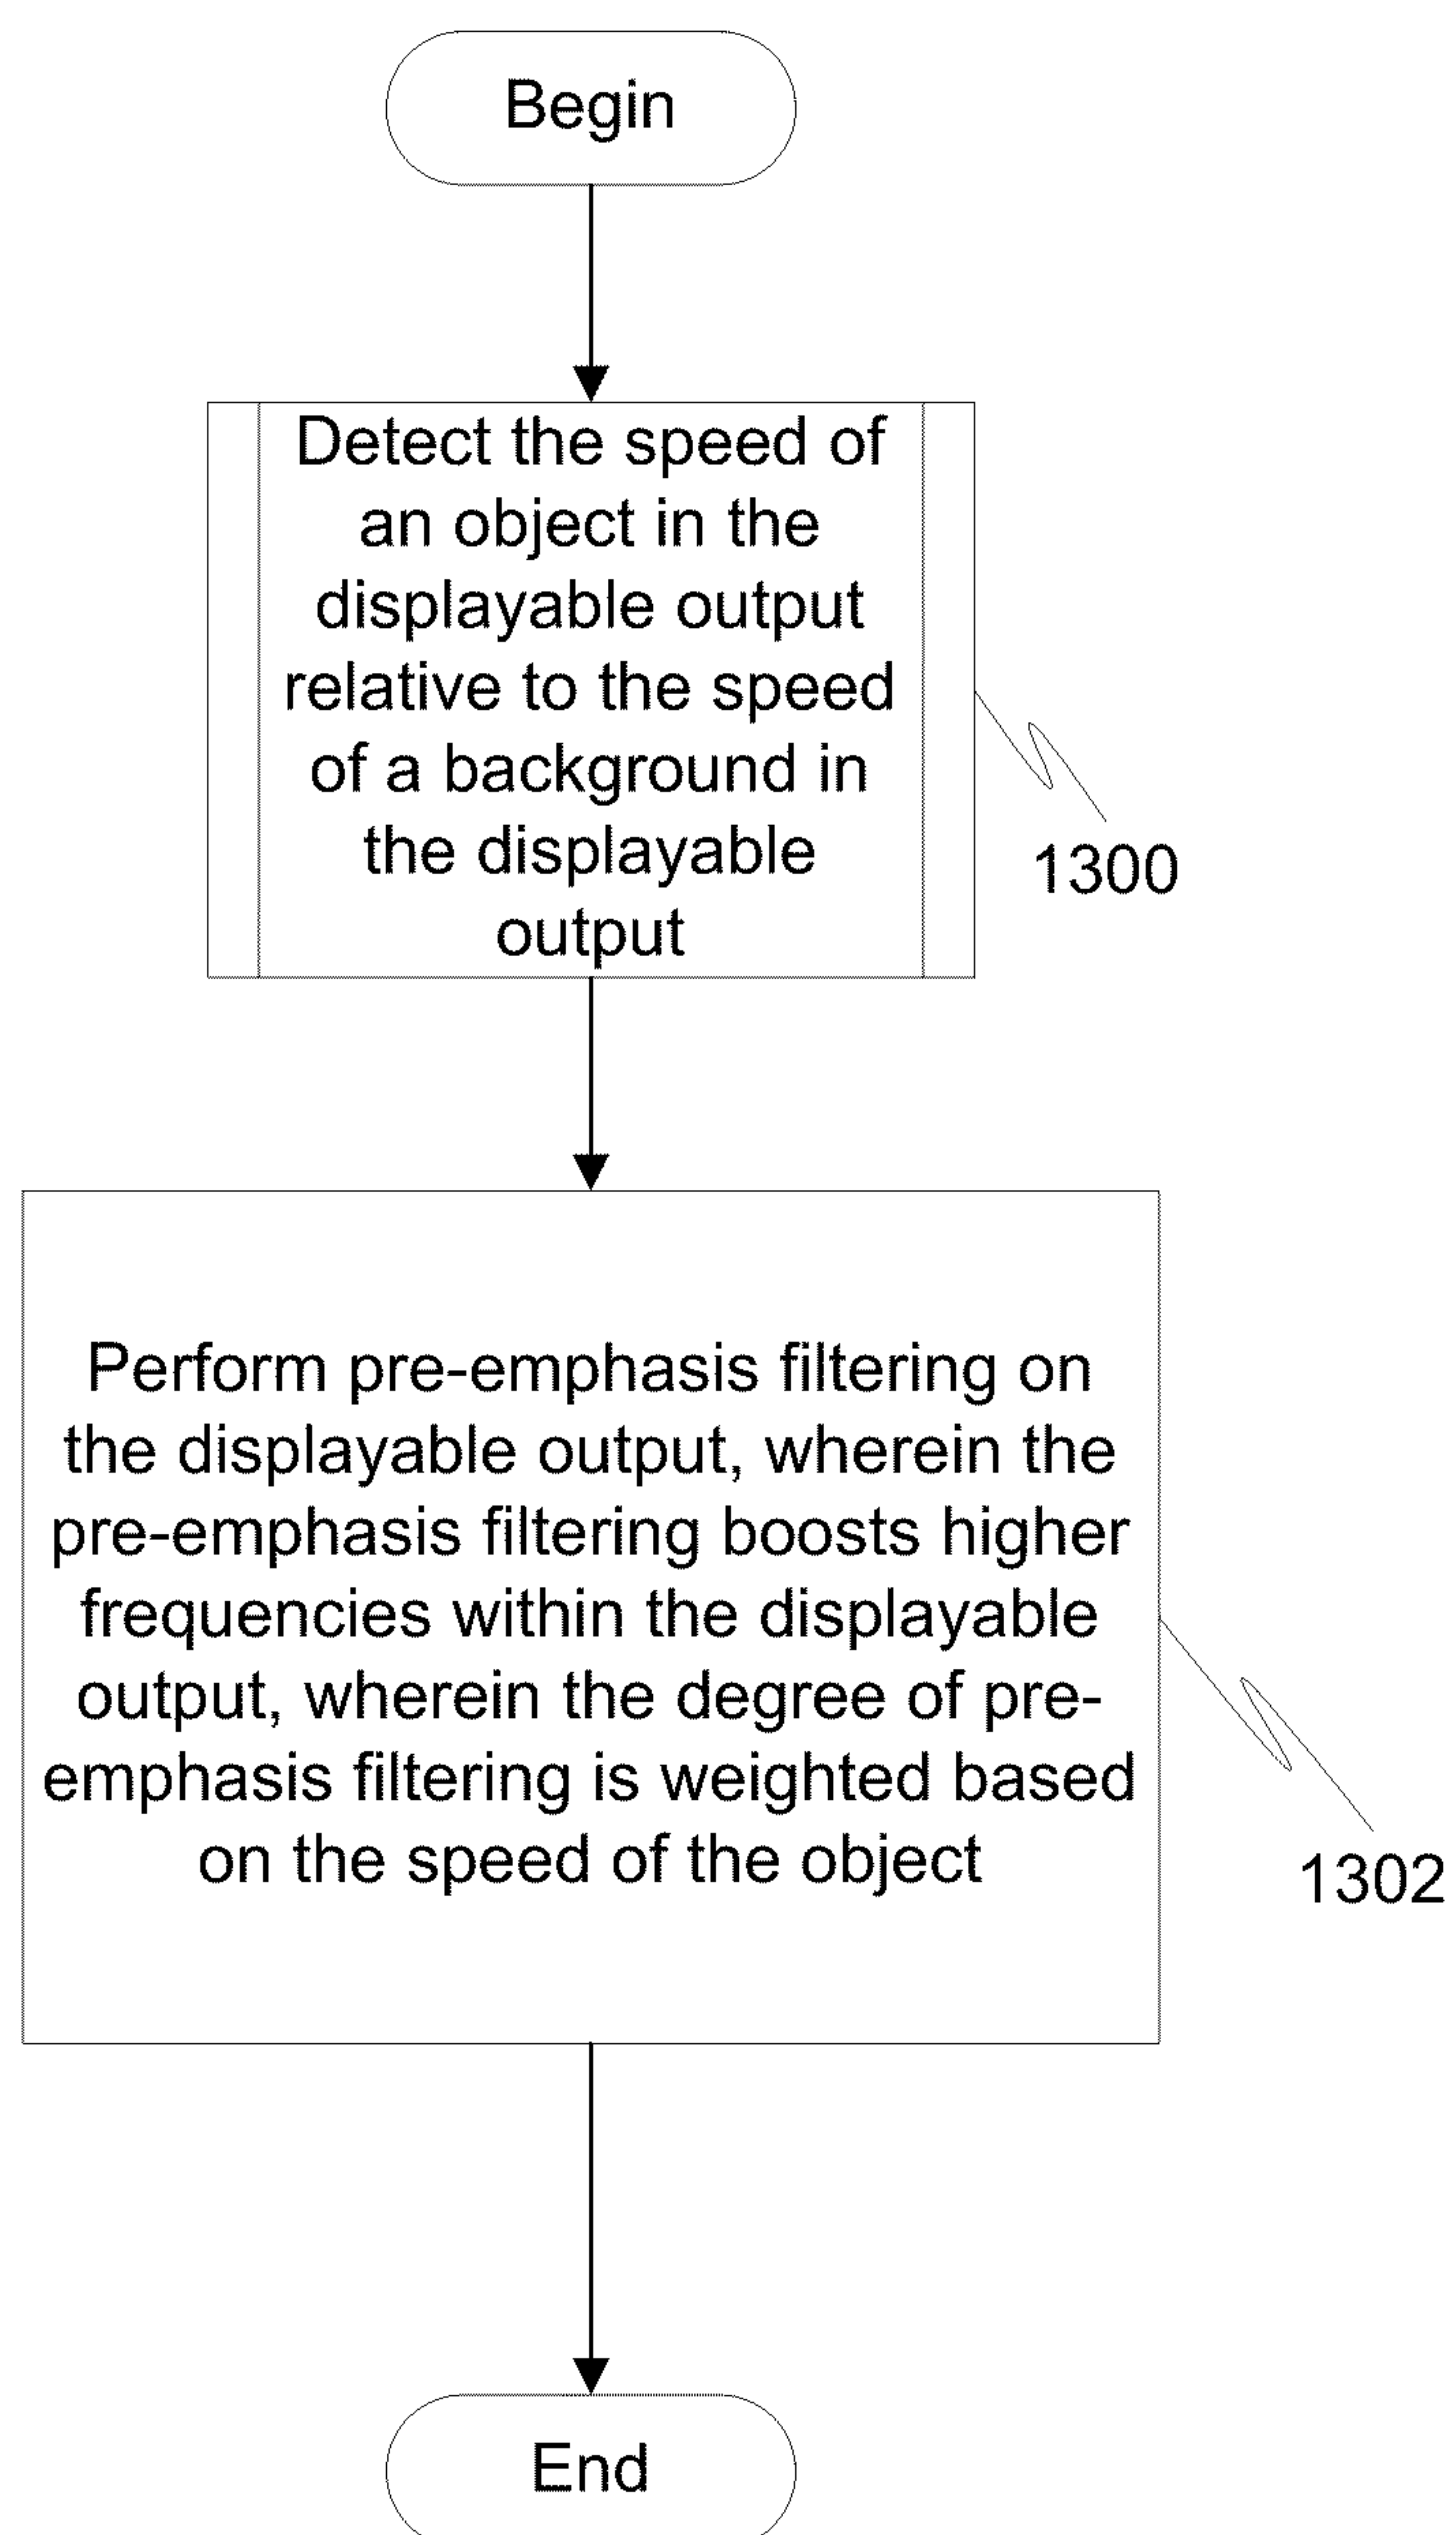 Begin
Detect the speed of
an object in the
displayable output
relative to the speed
of a background in
the displayable
output
1300
Perform pre-emphasis filtering on
the displayable output, wherein the
pre-emphasis filtering boosts higher
frequencies within the displayable
output, wherein the degree of pre-
emphasis filtering is weighted based
on the speed of the object
1302
End